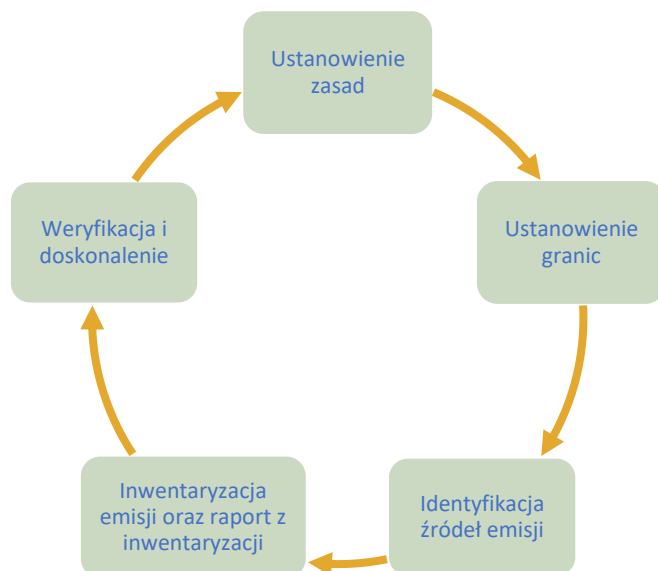 Ustanowienie
zasad
Ustanowienie
granic
Identyfikacja
źródeł emisji
Inwentaryzacja
emisji oraz raport z
inwentaryzacji
Weryfikacja i
doskonalenie